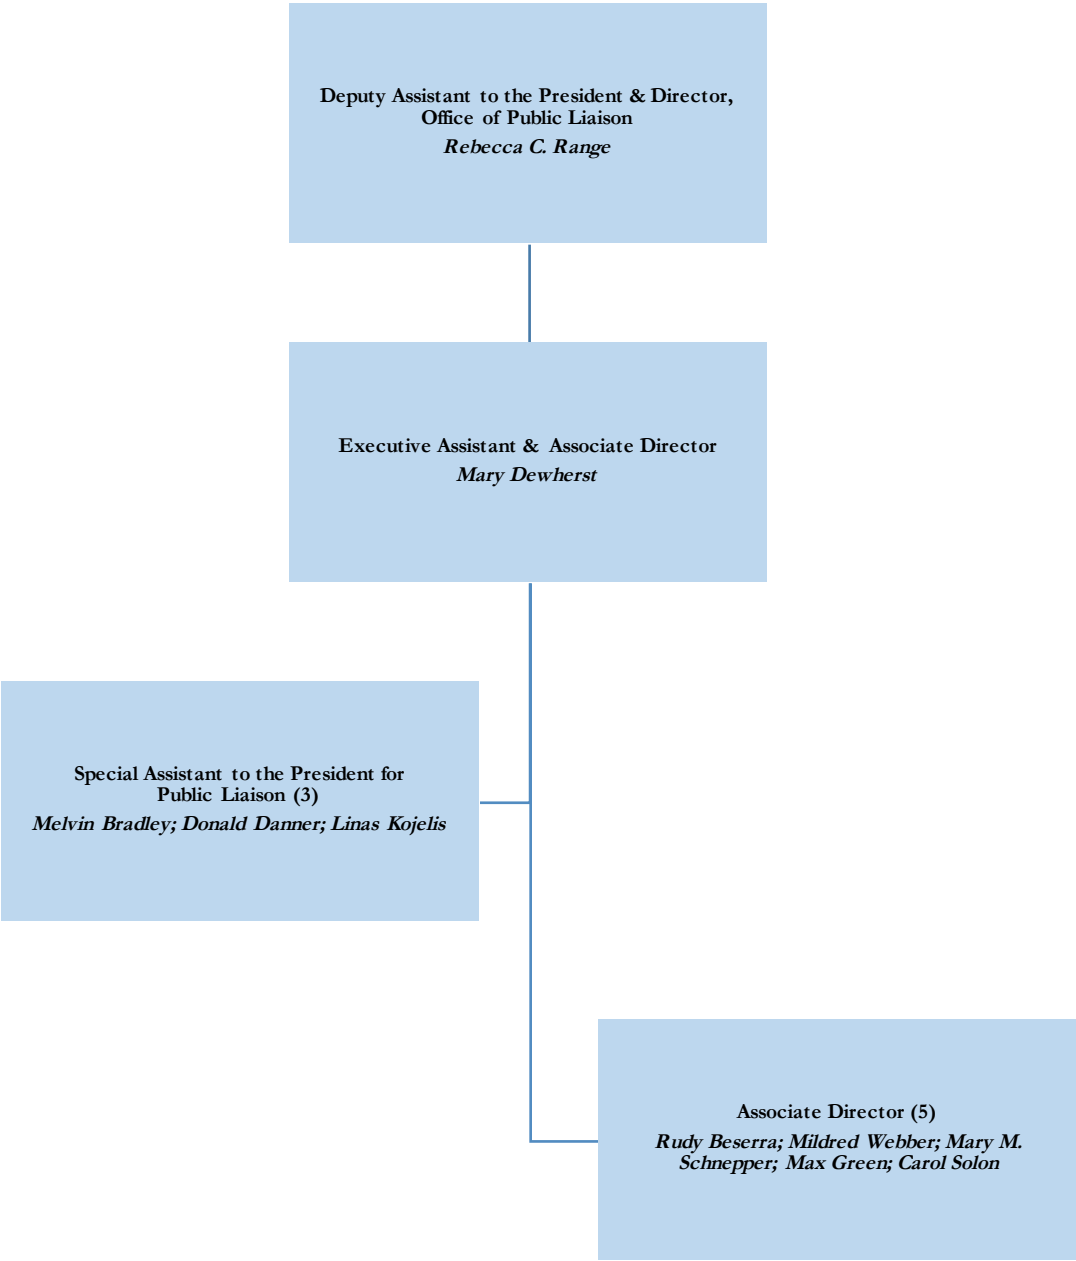 Deputy Assistant to the President & Director,
Office of Public Liaison
Rebecca C. Range
Executive Assistant & Associate Director
Mary Dewherst
Special Assistant to the President for
Public Liaison (3)
Melvin Bradley; Donald Danner; Linas Kojelis
Associate Director (5)
Rudy Beserra; Mildred Webber; Mary M.
Schnepper; Max Green; Carol Solon